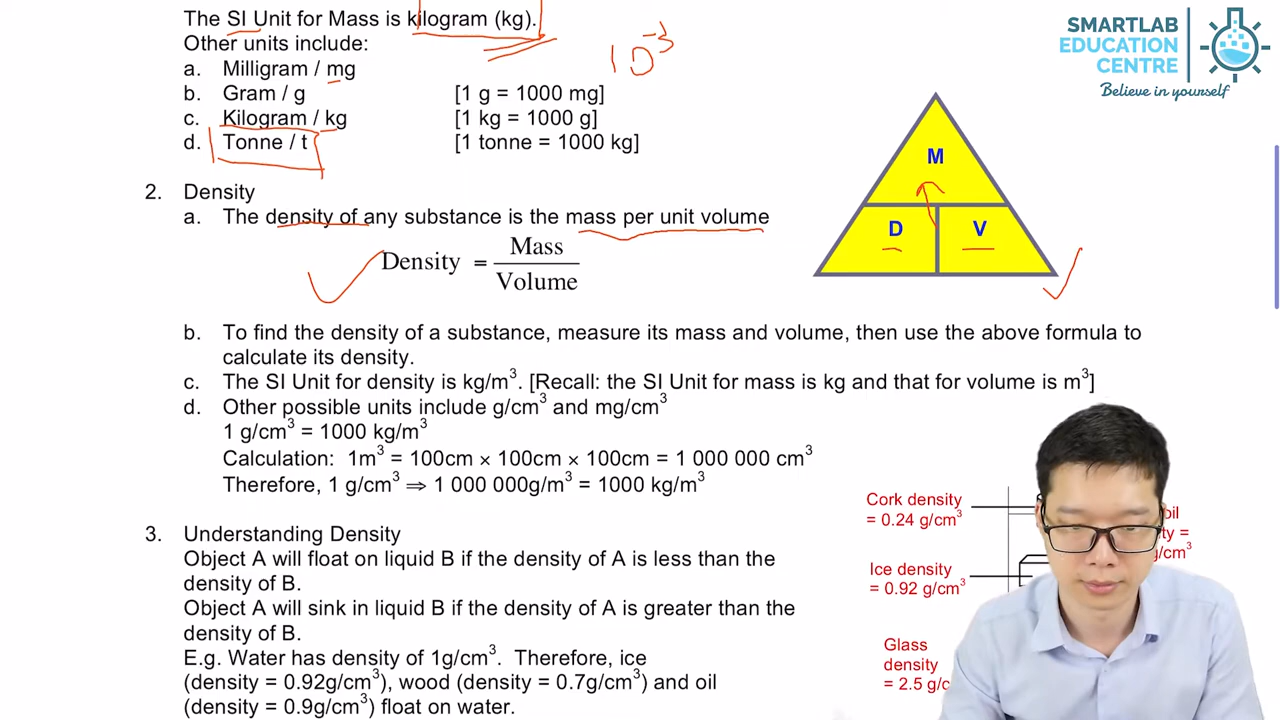 The SI Unit for Mass is kilogram (kg).
Other units include:
a. Milligram / mg
b. Gram / g [1 g = 1000 mg]
c. Kilogram / kg [1 kg = 1000 g]
d. Tonne / t [1 tonne = 1000 kg]
10⁻³
SMARTLAB
EDUCATION
CENTRE
Believe in yourself
M
D V
2. Density
a. The density of any substance is the mass per unit volume
Density = Mass
Volume
b. To find the density of a substance, measure its mass and volume, then use the above formula to
calculate its density.
c. The SI Unit for density is kg/m³. [Recall: the SI Unit for mass is kg and that for volume is m³]
d. Other possible units include g/cm³ and mg/cm³
1 g/cm³ = 1000 kg/m³
Calculation: 1m³ = 100cm × 100cm × 100cm = 1 000 000 cm³
Therefore, 1 g/cm³ ⇒ 1 000 000g/m³ = 1000 kg/m³
3. Understanding Density
Object A will float on liquid B if the density of A is less than the
density of B.
Object A will sink in liquid B if the density of A is greater than the
density of B.
E.g. Water has density of 1g/cm³. Therefore, ice
(density = 0.92g/cm³), wood (density = 0.7g/cm³) and oil
(density = 0.9g/cm³) float on water.
Cork density
= 0.24 g/cm³
Ice density
= 0.92 g/cm³
Glass
density
= 2.5 g/c
oil
ty =
g/cm³